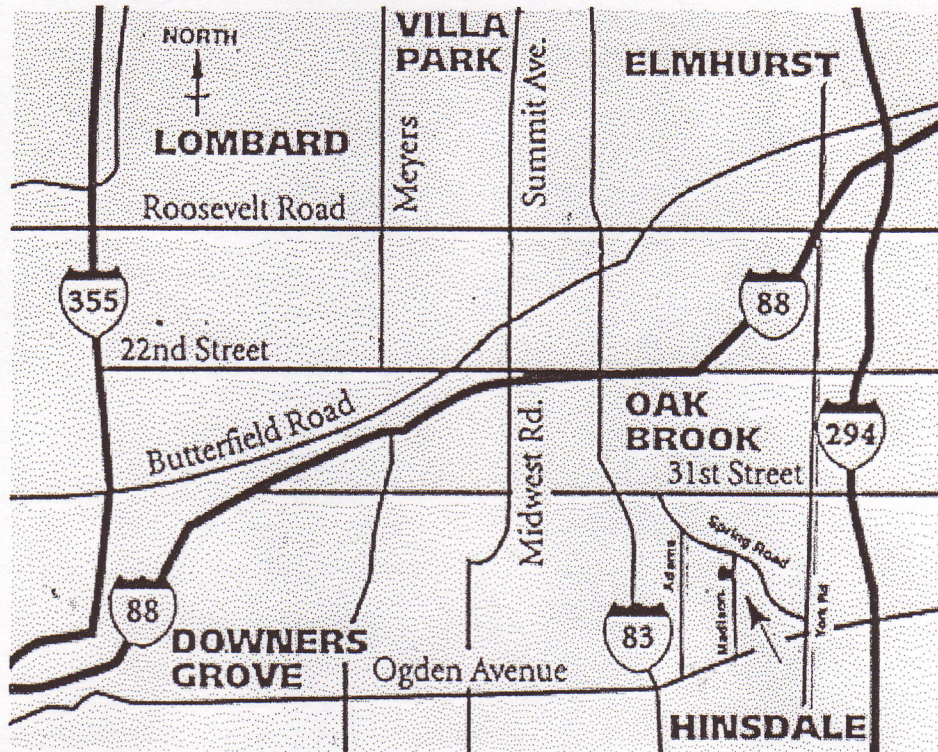 NORTH
VILLA
PARK
Summit Ave.
ELMHURST
LOMBARD
Meyers
Roosevelt Road
355
88
22nd Street
Butterfield Road
Midwest Rd.
OAK
BROOK
294
31st Street
Spring Road
Adams
Madison
York Rd
88
83
DOWNERS
GROVE
Ogden Avenue
HINSDALE